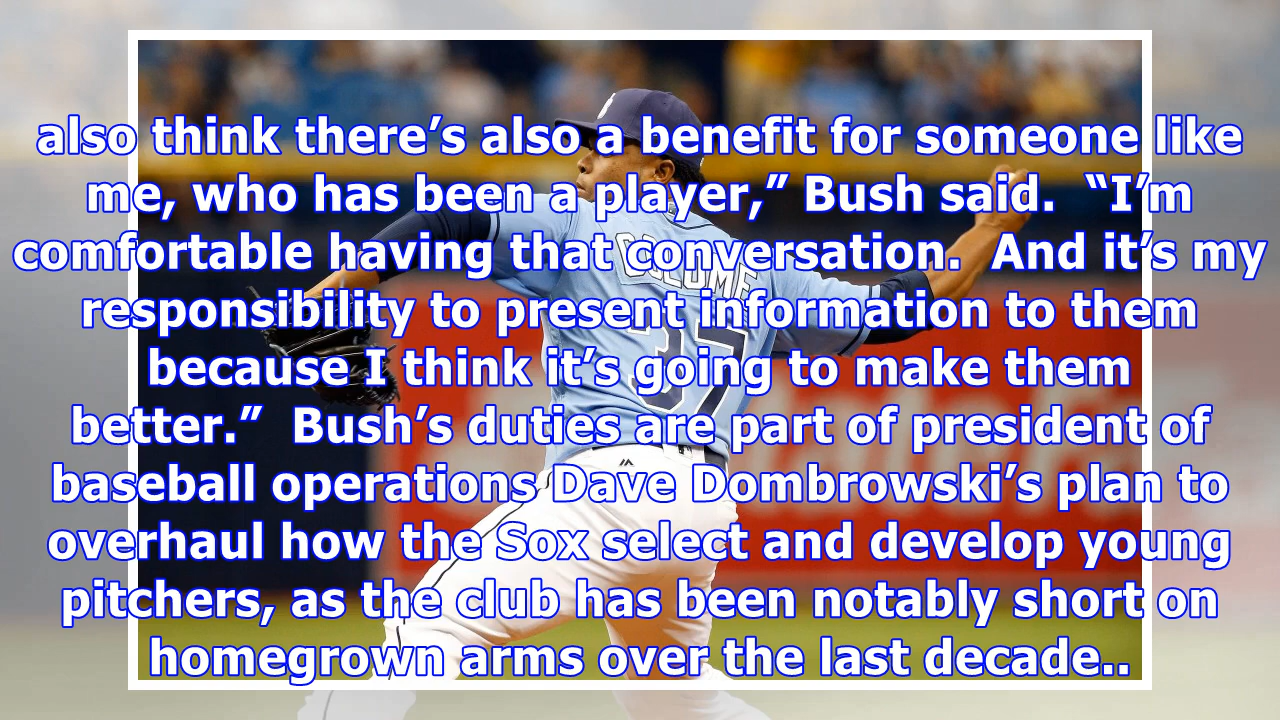 also think there’s also a benefit for someone like
me, who has been a player,” Bush said.  “I’m
comfortable having that conversation.  And it’s my
responsibility to present information to them
because I think it’s going to make them
better.”  Bush’s duties are part of president of
baseball operations Dave Dombrowski’s plan to
overhaul how the Sox select and develop young
pitchers, as the club has been notably short on
homegrown arms over the last decade..
COLOME
37